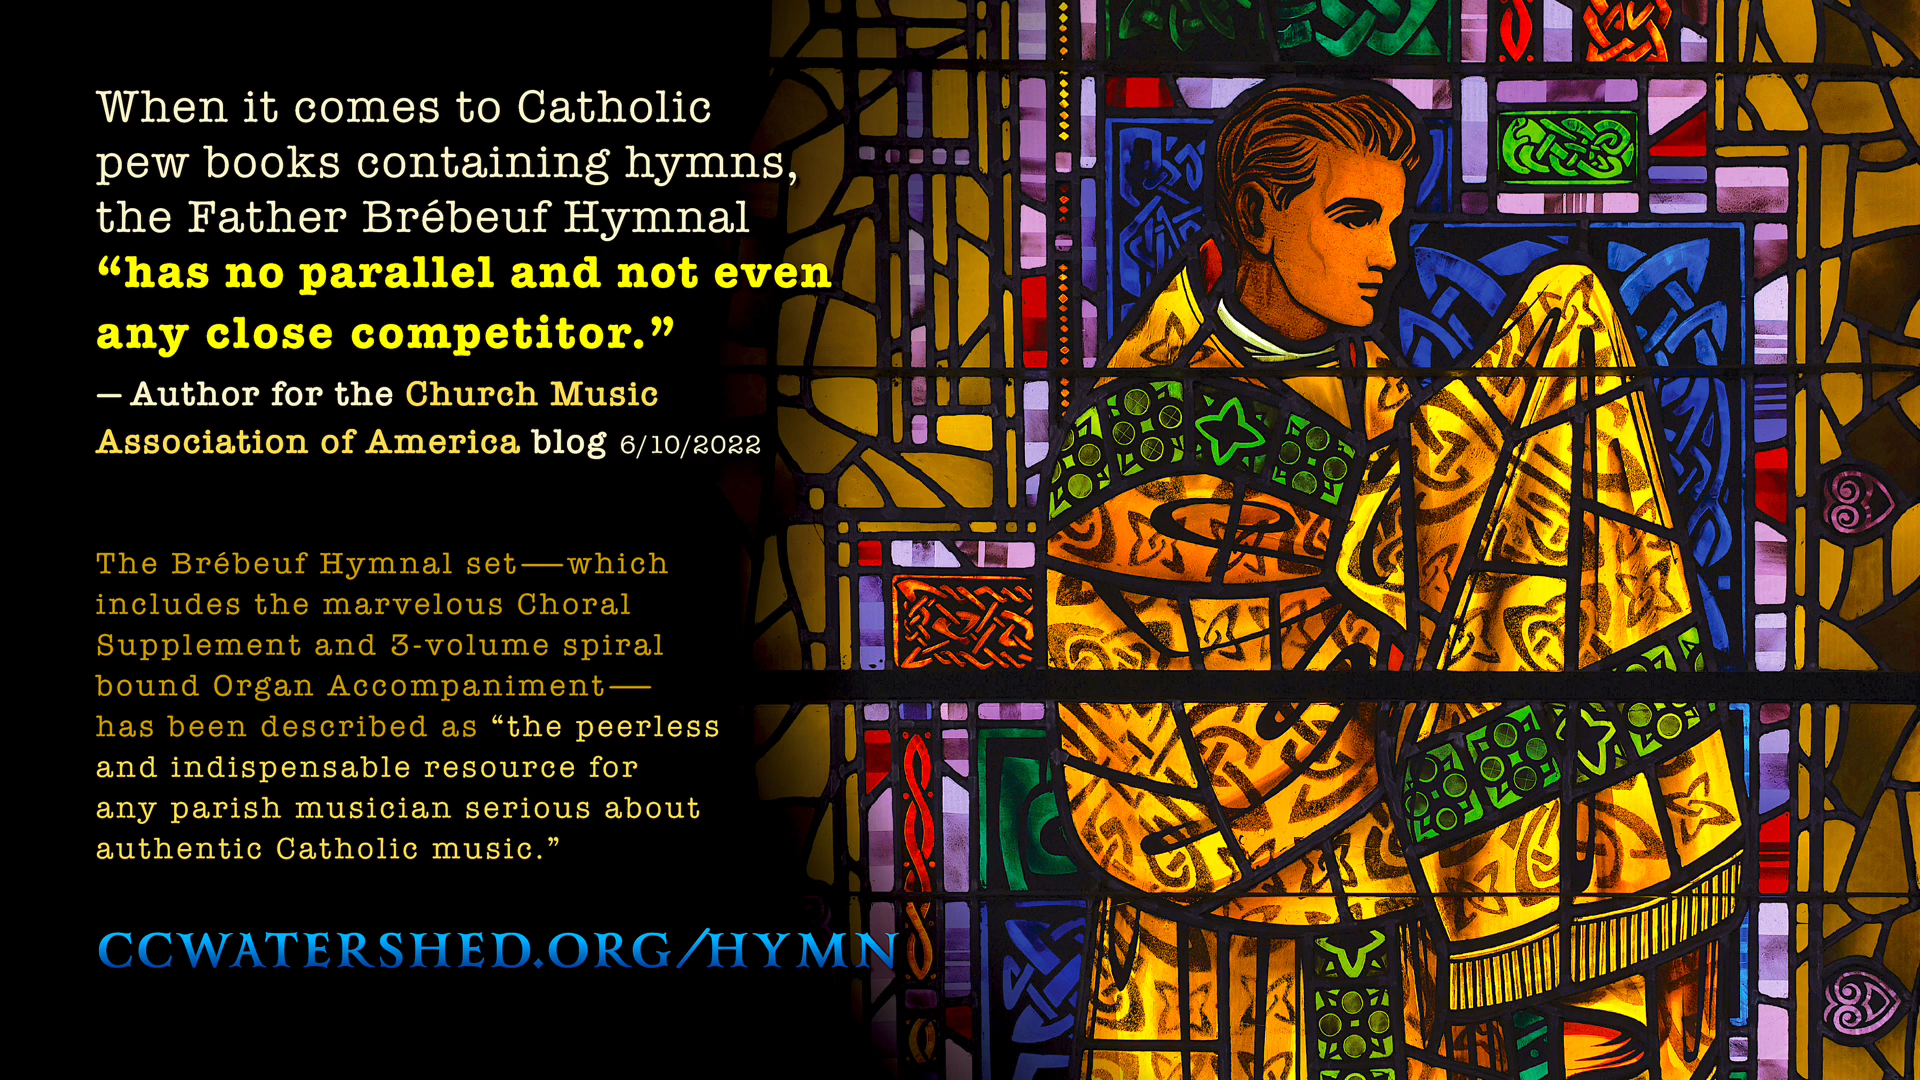 When it comes to Catholic
pew books containing hymns,
the Father Brébeuf Hymnal
“has no parallel and not even
any close competitor.”
— Author for the Church Music
Association of America blog 6/10/2022
The Brébeuf Hymnal set—which
includes the marvelous Choral
Supplement and 3-volume spiral
bound Organ Accompaniment—
has been described as “the peerless
and indispensable resource for
any parish musician serious about
authentic Catholic music.”
CCWATERSHED.ORG/HYMN